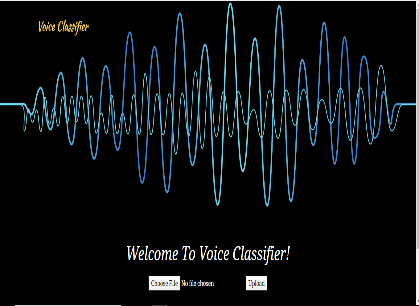 Voice Classifier
Welcome To Voice Classifier!
Choose File No file chosen Upload